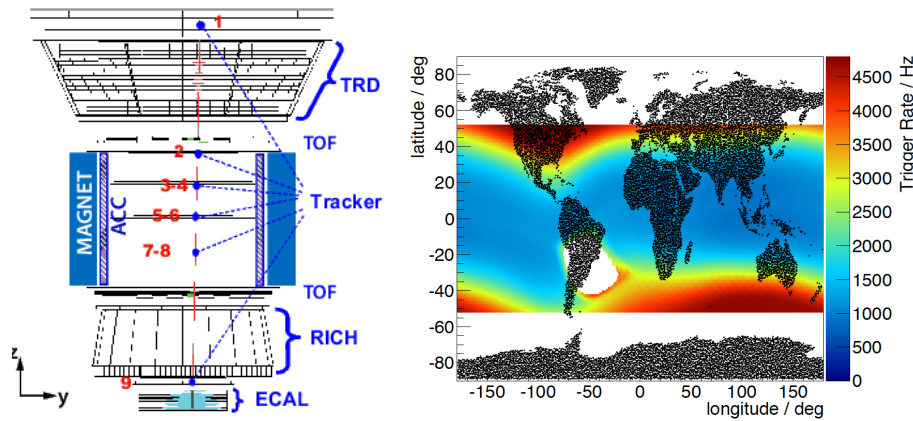 1
TRD
TOF
2
3-4
Tracker
5-6
MAGNET
ACC
7-8
TOF
RICH
z
9
y
ECAL
latitude / deg
80
60
40
20
0
-20
-40
-60
-80
-150 -100 -50 0 50 100 150
longitude / deg
4500
4000
3500
3000
2500
2000
1500
1000
500
0
Trigger Rate / Hz